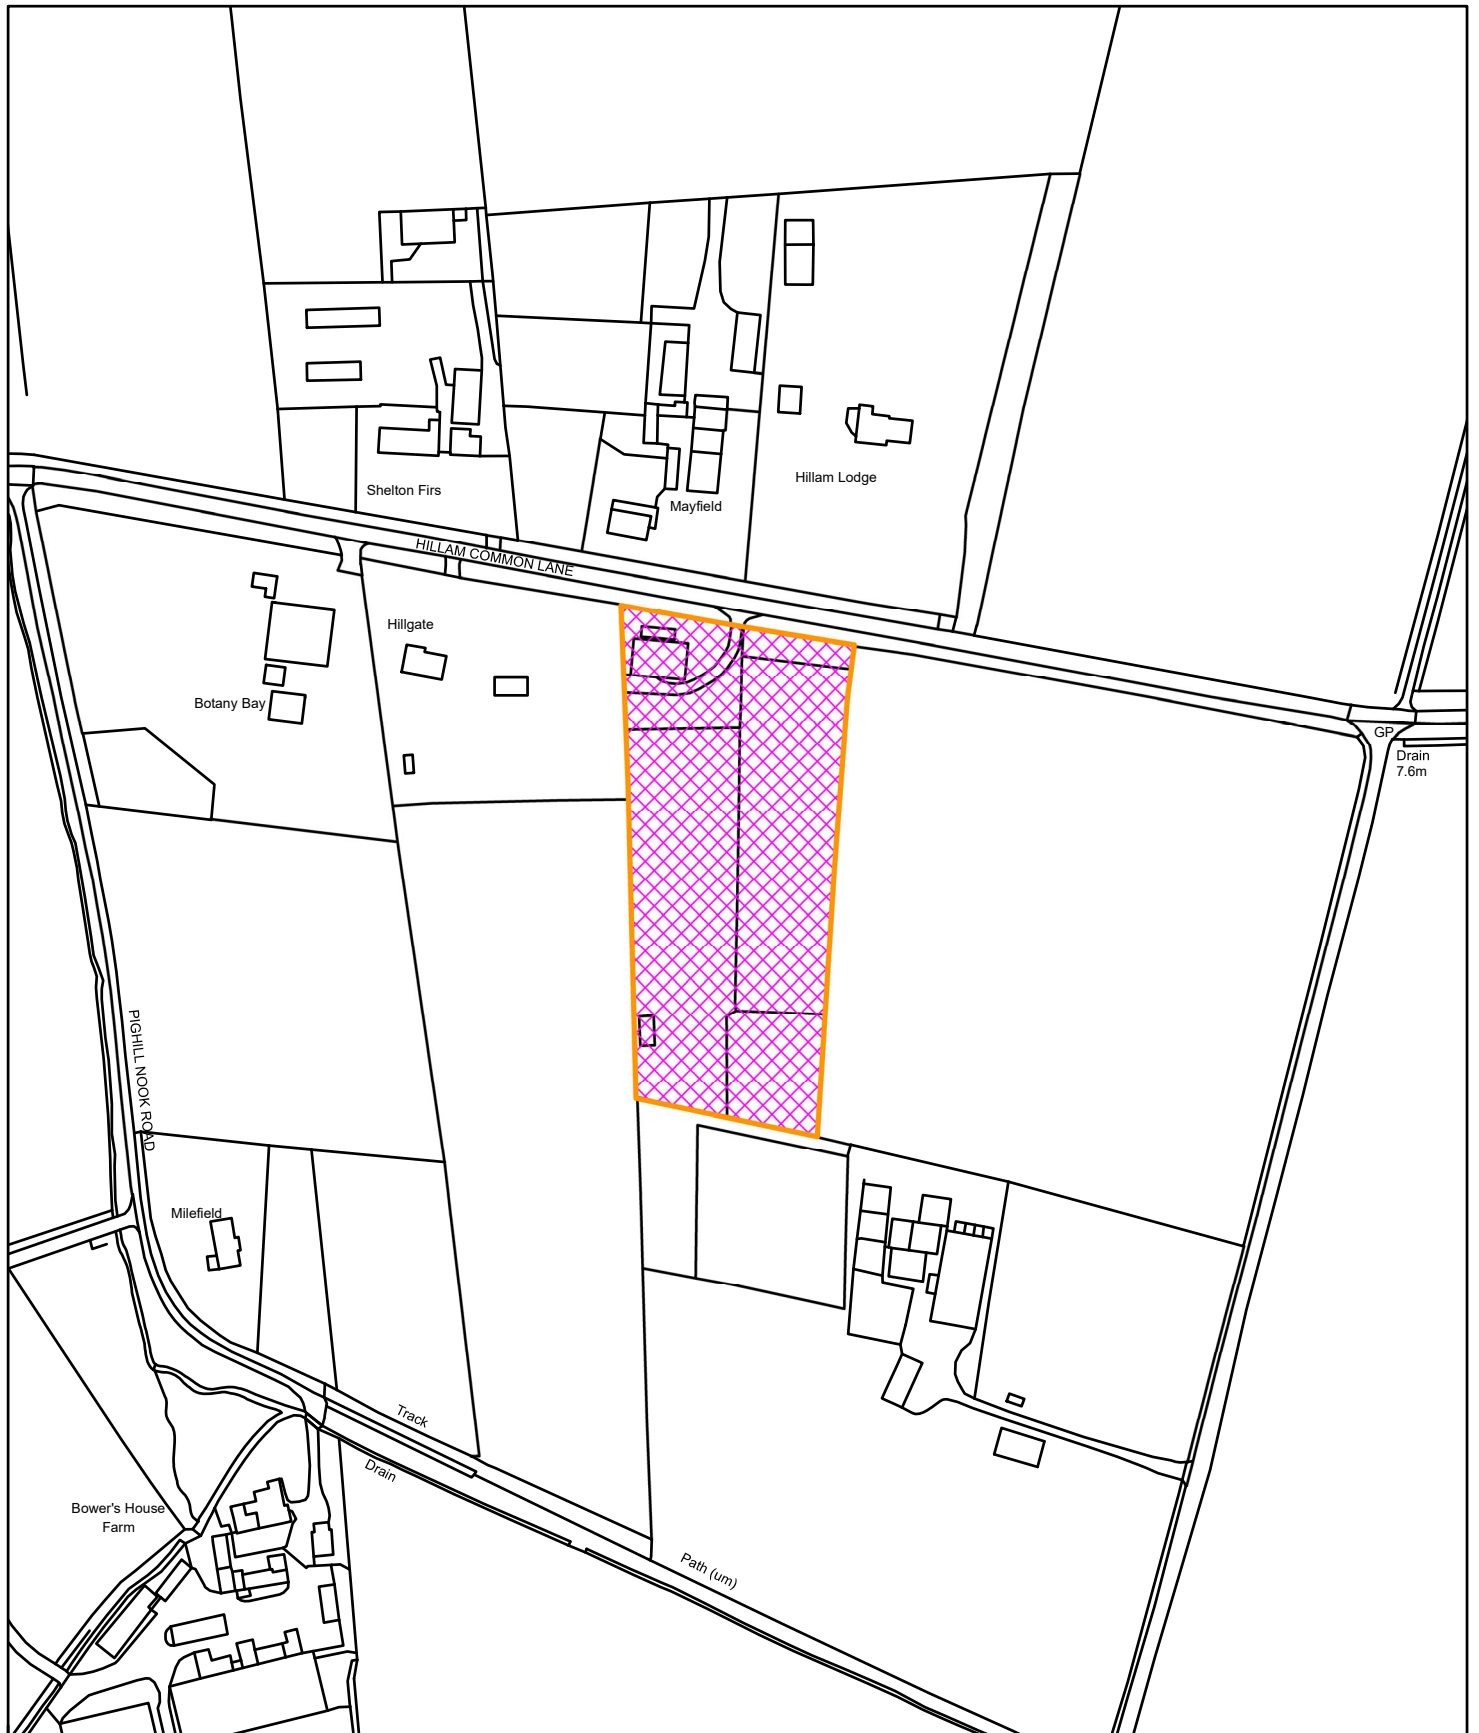 Shelton Firs
Mayfield
Hillam Lodge
HILLAM COMMON LANE
Hillgate
Botany Bay
GP
Drain
7.6m
PIGHILL NOOK ROAD
Milefield
Track
Drain
Bower's House
Farm
Path (um)